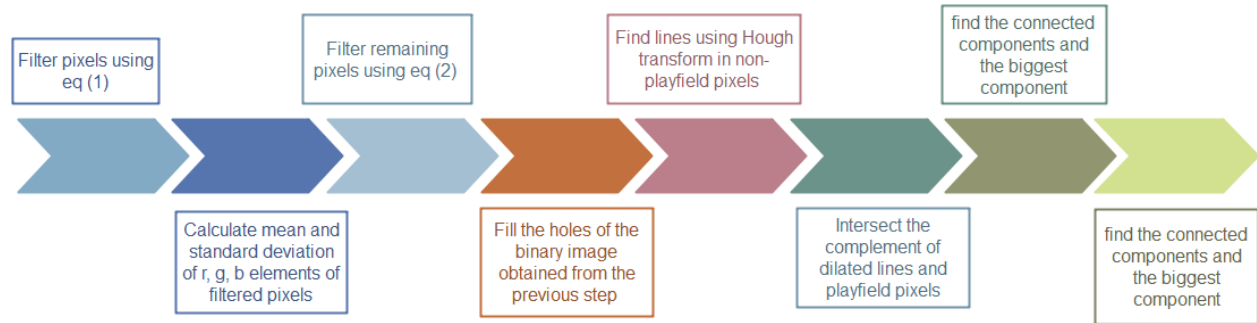 Filter pixels using
eq (1)
Calculate mean and
standard deviation
of r, g, b elements of
filtered pixels
Filter remaining
pixels using eq (2)
Fill the holes of the
binary image
obtained from the
previous step
Find lines using Hough
transform in non-
playfield pixels
Intersect the
complement of
dilated lines and
playfield pixels
find the connected
components and
the biggest
component
find the connected
components and
the biggest
component